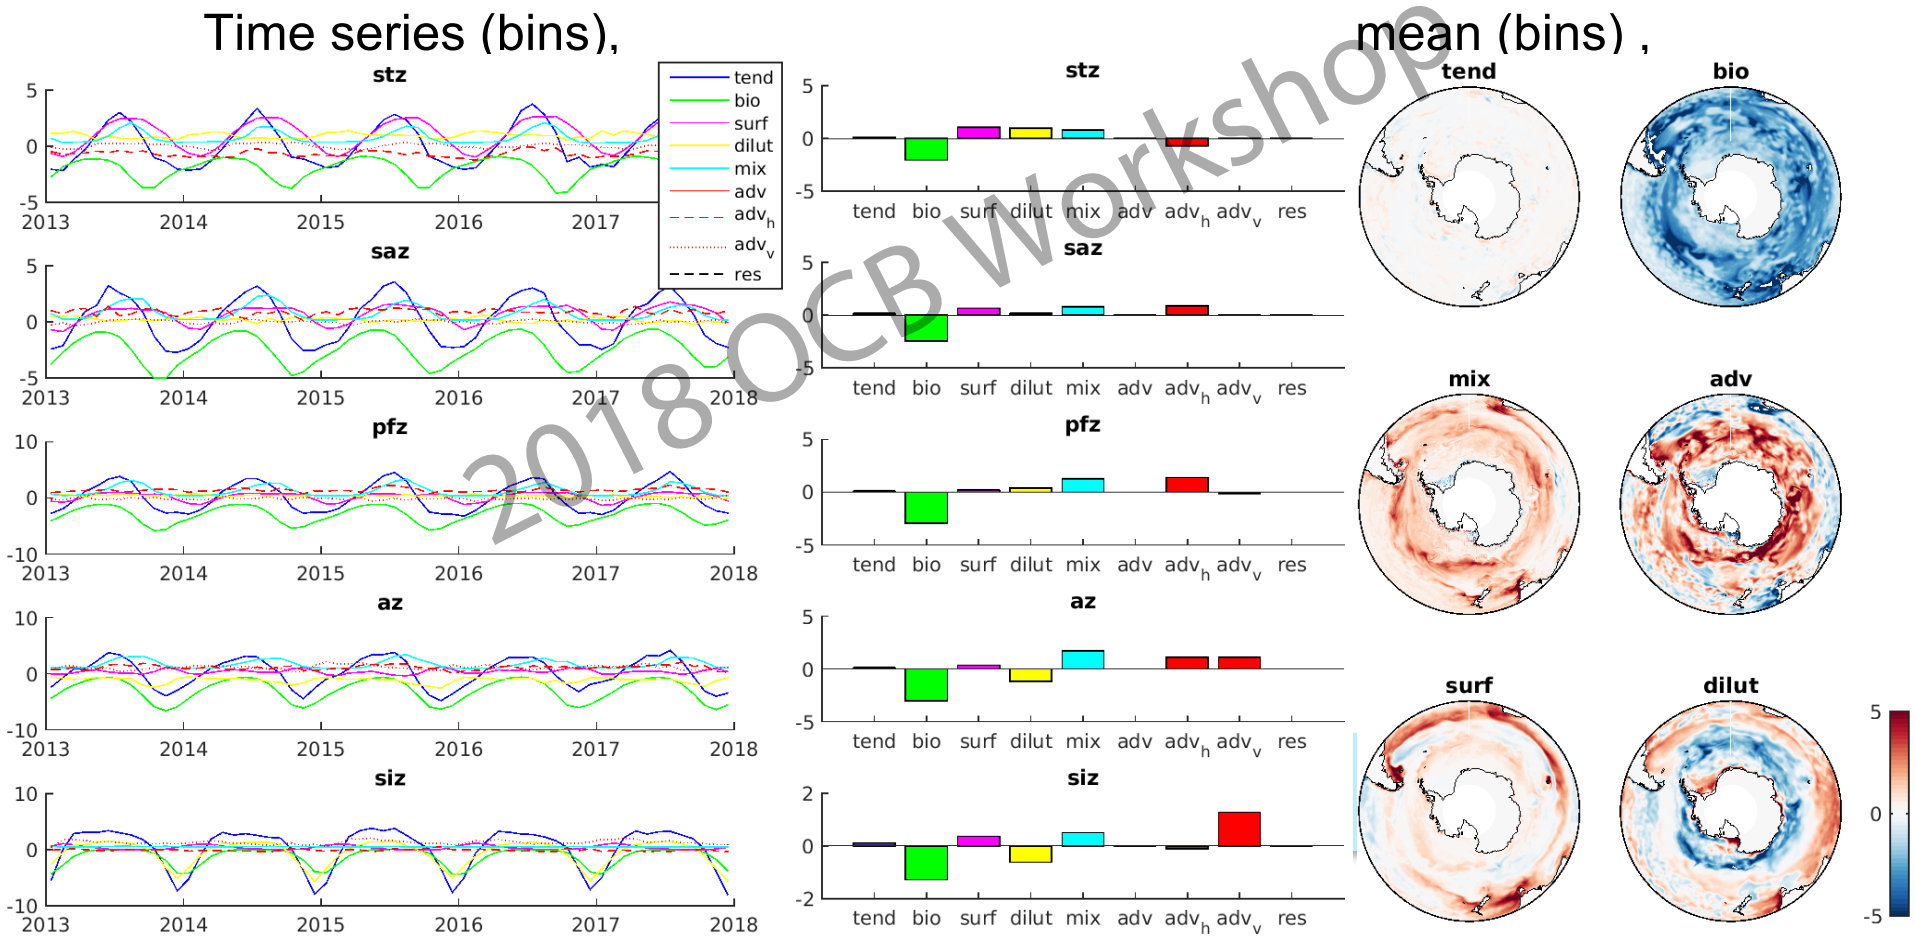 Time series (bins),
mean (bins) ,
2018 OCB Workshop
stz
5
0
-5
2013 2014 2015 2016 2017
tend
bio
surf
dilut
mix
adv
adv_h
adv_v
res
saz
5
0
-5
2013 2014 2015 2016 2017 2018
pfz
10
0
-10
2013 2014 2015 2016 2017 2018
az
10
0
-10
2013 2014 2015 2016 2017 2018
siz
10
0
-10
2013 2014 2015 2016 2017 2018
stz
5
0
-5
tend bio surf dilut mix adv adv_h adv_v res
saz
5
0
-5
tend bio surf dilut mix adv adv_h adv_v res
pfz
5
0
-5
tend bio surf dilut mix adv adv_h adv_v res
az
5
0
-5
tend bio surf dilut mix adv adv_h adv_v res
siz
2
0
-2
tend bio surf dilut mix adv adv_h adv_v res
tend bio
mix adv
surf dilut
5
0
-5